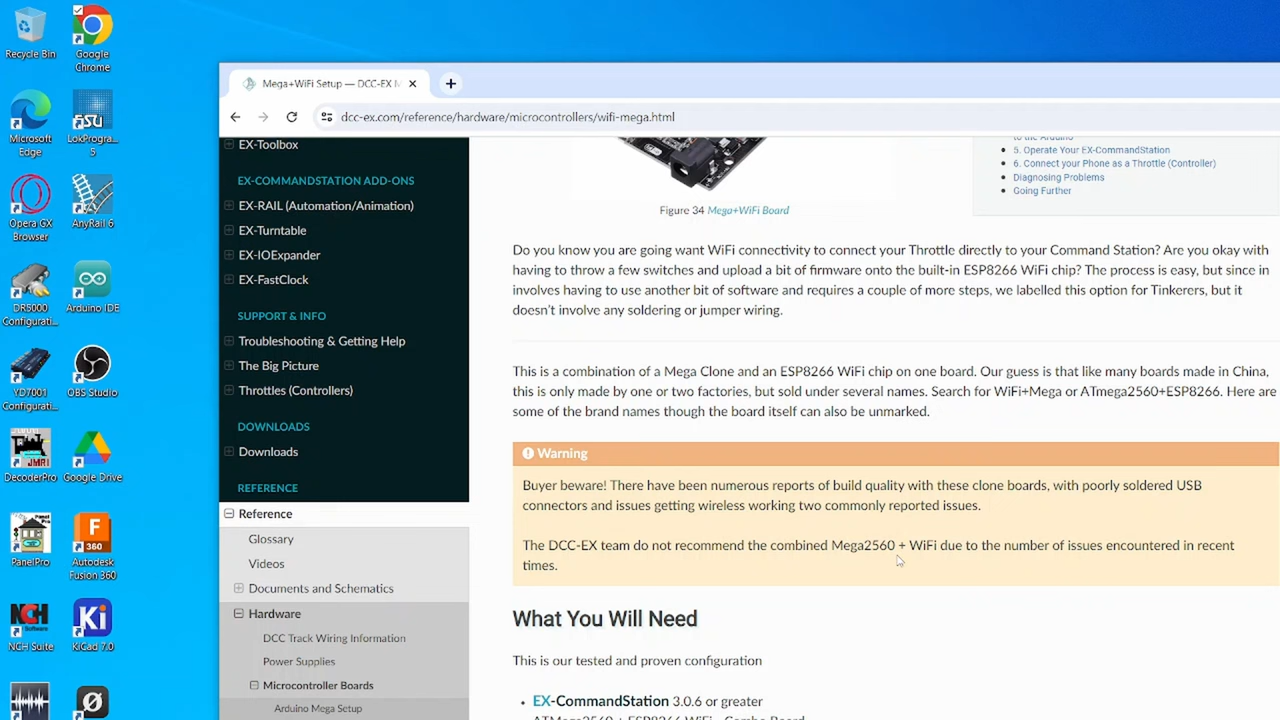 Recycle Bin
Google
Chrome
Microsoft
Edge
ESU
LokProgra...
5
Opera GX
Browser
AnyRail 6
DR5000
Configurati...
Arduino IDE
YD7001
Configurati...
OBS Studio
JMRI
DecoderPro
Google Drive
PanelPro
F
360
Autodesk
Fusion 360
NCH
Software
NCH Suite
Ki
KiCad 7.0
Mega+WiFi Setup — DCC-EX M
dcc-ex.com/reference/hardware/microcontrollers/wifi-mega.html
EX-Toolbox
EX-COMMANDSTATION ADD-ONS
EX-RAIL (Automation/Animation)
EX-Turntable
EX-IOExpander
EX-FastClock
SUPPORT & INFO
Troubleshooting & Getting Help
The Big Picture
Throttles (Controllers)
DOWNLOADS
Downloads
REFERENCE
Reference
Glossary
Videos
Documents and Schematics
Hardware
DCC Track Wiring Information
Power Supplies
Microcontroller Boards
Arduino Mega Setup
to the Arduino
5. Operate Your EX-CommandStation
6. Connect your Phone as a Throttle (Controller)
Diagnosing Problems
Going Further
Figure 34 Mega+WiFi Board
Do you know you are going want WiFi connectivity to connect your Throttle directly to your Command Station? Are you okay with
having to throw a few switches and upload a bit of firmware onto the built-in ESP8266 WiFi chip? The process is easy, but since in
involves having to use another bit of software and requires a couple of more steps, we labelled this option for Tinkerers, but it
doesn't involve any soldering or jumper wiring.
This is a combination of a Mega Clone and an ESP8266 WiFi chip on one board. Our guess is that like many boards made in China,
this is only made by one or two factories, but sold under several names. Search for WiFi+Mega or ATmega2560+ESP8266. Here are
some of the brand names though the board itself can also be unmarked.
Warning
Buyer beware! There have been numerous reports of build quality with these clone boards, with poorly soldered USB
connectors and issues getting wireless working two commonly reported issues.
The DCC-EX team do not recommend the combined Mega2560 + WiFi due to the number of issues encountered in recent
times.
What You Will Need
This is our tested and proven configuration
• EX-CommandStation 3.0.6 or greater
ATMega2560 + ESP8266 WiFi - Combo Board